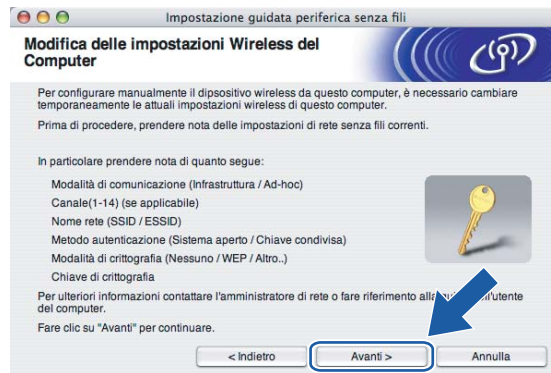 Impostazione guidata periferica senza fili
Modifica delle impostazioni Wireless del
Computer
Per configurare manualmente il dipsositivo wireless da questo computer, è necessario cambiare
temporaneamente le attuali impostazioni wireless di questo computer.
Prima di procedere, prendere nota delle impostazioni di rete senza fili correnti.
In particolare prendere nota di quanto segue:
Modalità di comunicazione (Infrastruttura / Ad-hoc)
Canale(1-14) (se applicabile)
Nome rete (SSID / ESSID)
Metodo autenticazione (Sistema aperto / Chiave condivisa)
Modalità di crittografia (Nessuno / WEP / Altro..)
Chiave di crittografia
Per ulteriori informazioni contattare l'amministratore di rete o fare riferimento alla
del computer.
Fare clic su "Avanti" per continuare.
< Indietro
Avanti >
Annulla